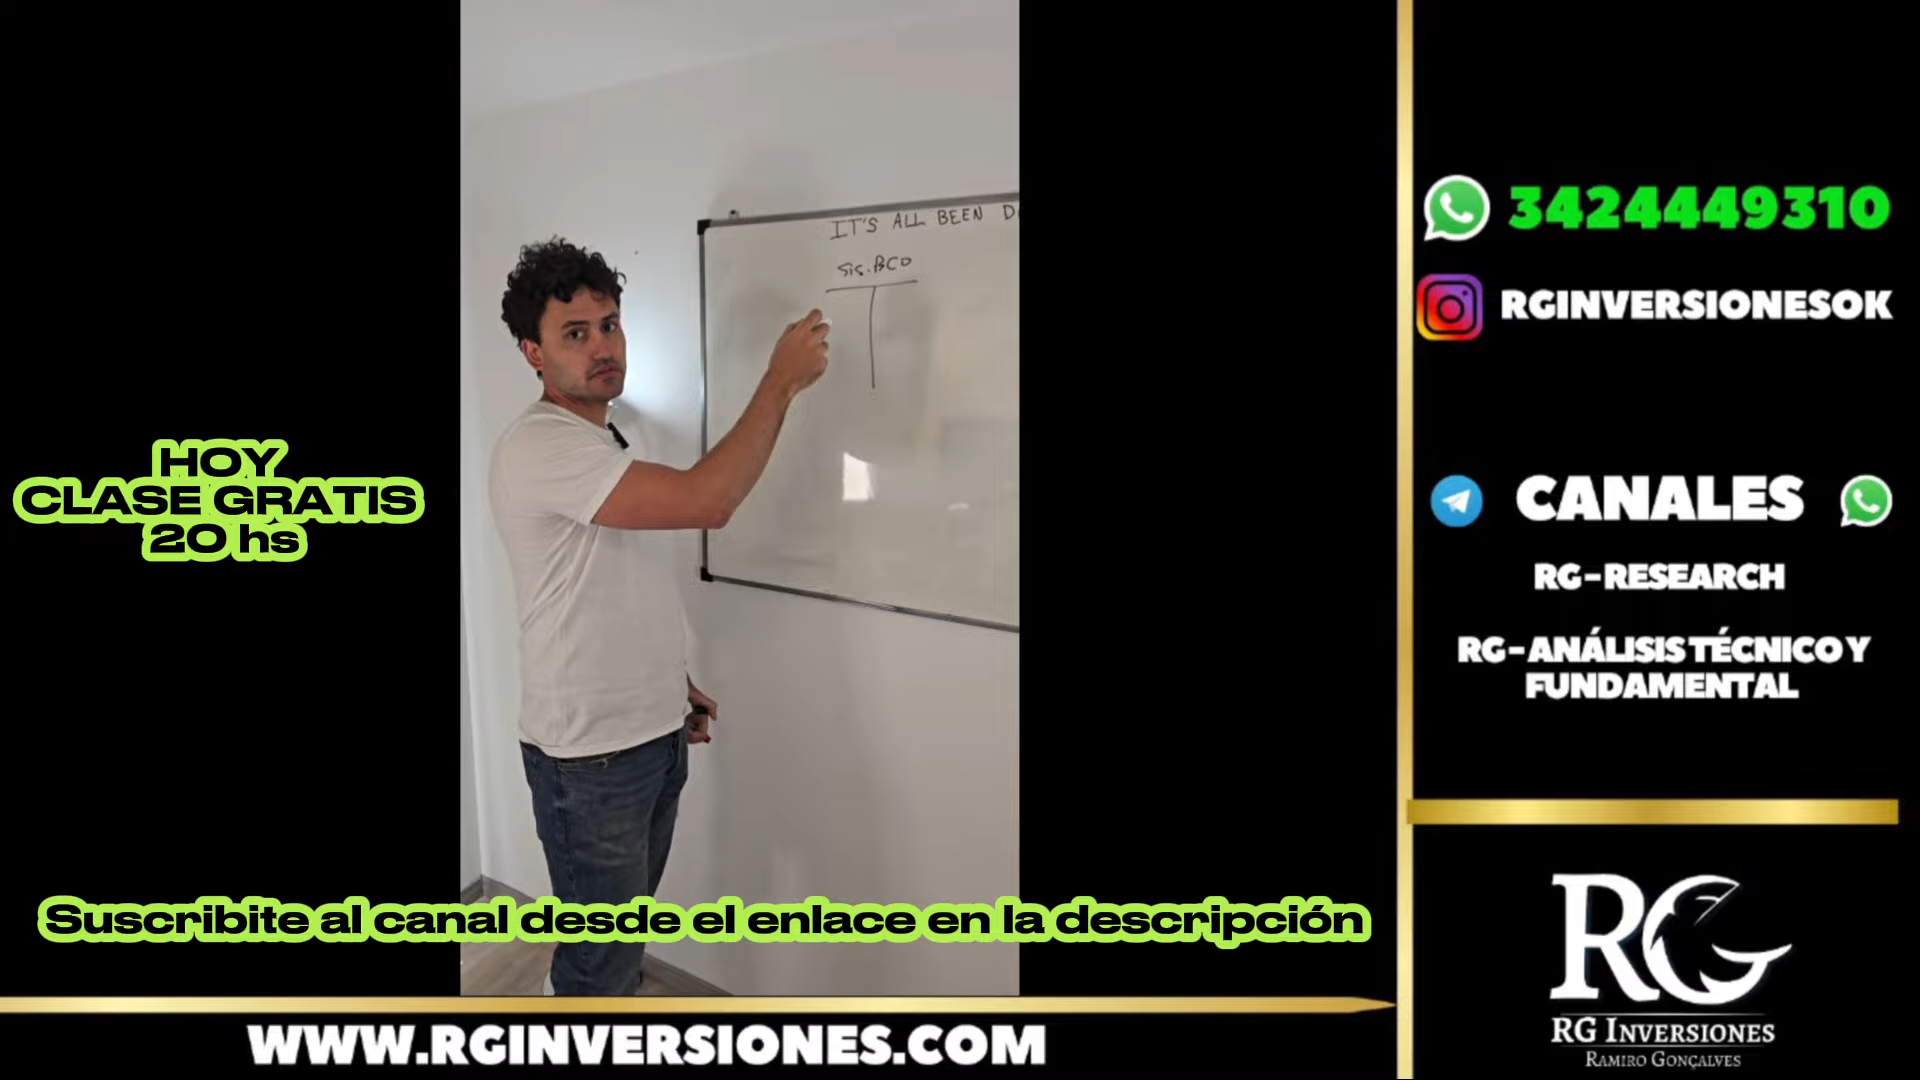 IT'S ALL BEEN
SIS. BCO
HOY
CLASE GRATIS
20 hs
Suscribite al canal desde el enlace en la descripción
WWW.RGINVERSIONES.COM
3424449310
RGINVERSIONESOK
CANALES
RG-RESEARCH
RG-ANÁLISIS TÉCNICO Y
FUNDAMENTAL
RG
RG INVERSIONES
RAMIRO GONÇALVES